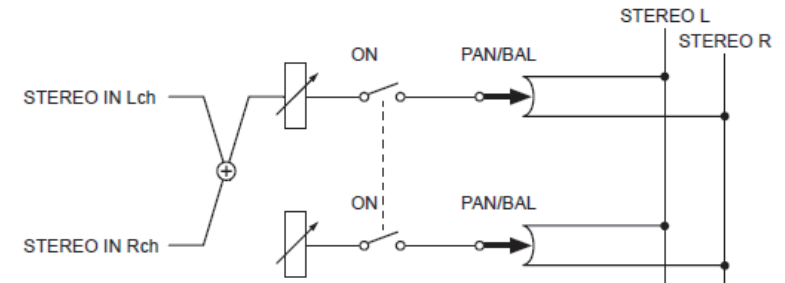 STEREO L
STEREO R
ON PAN/BAL
STEREO IN Lch
ON PAN/BAL
STEREO IN Rch